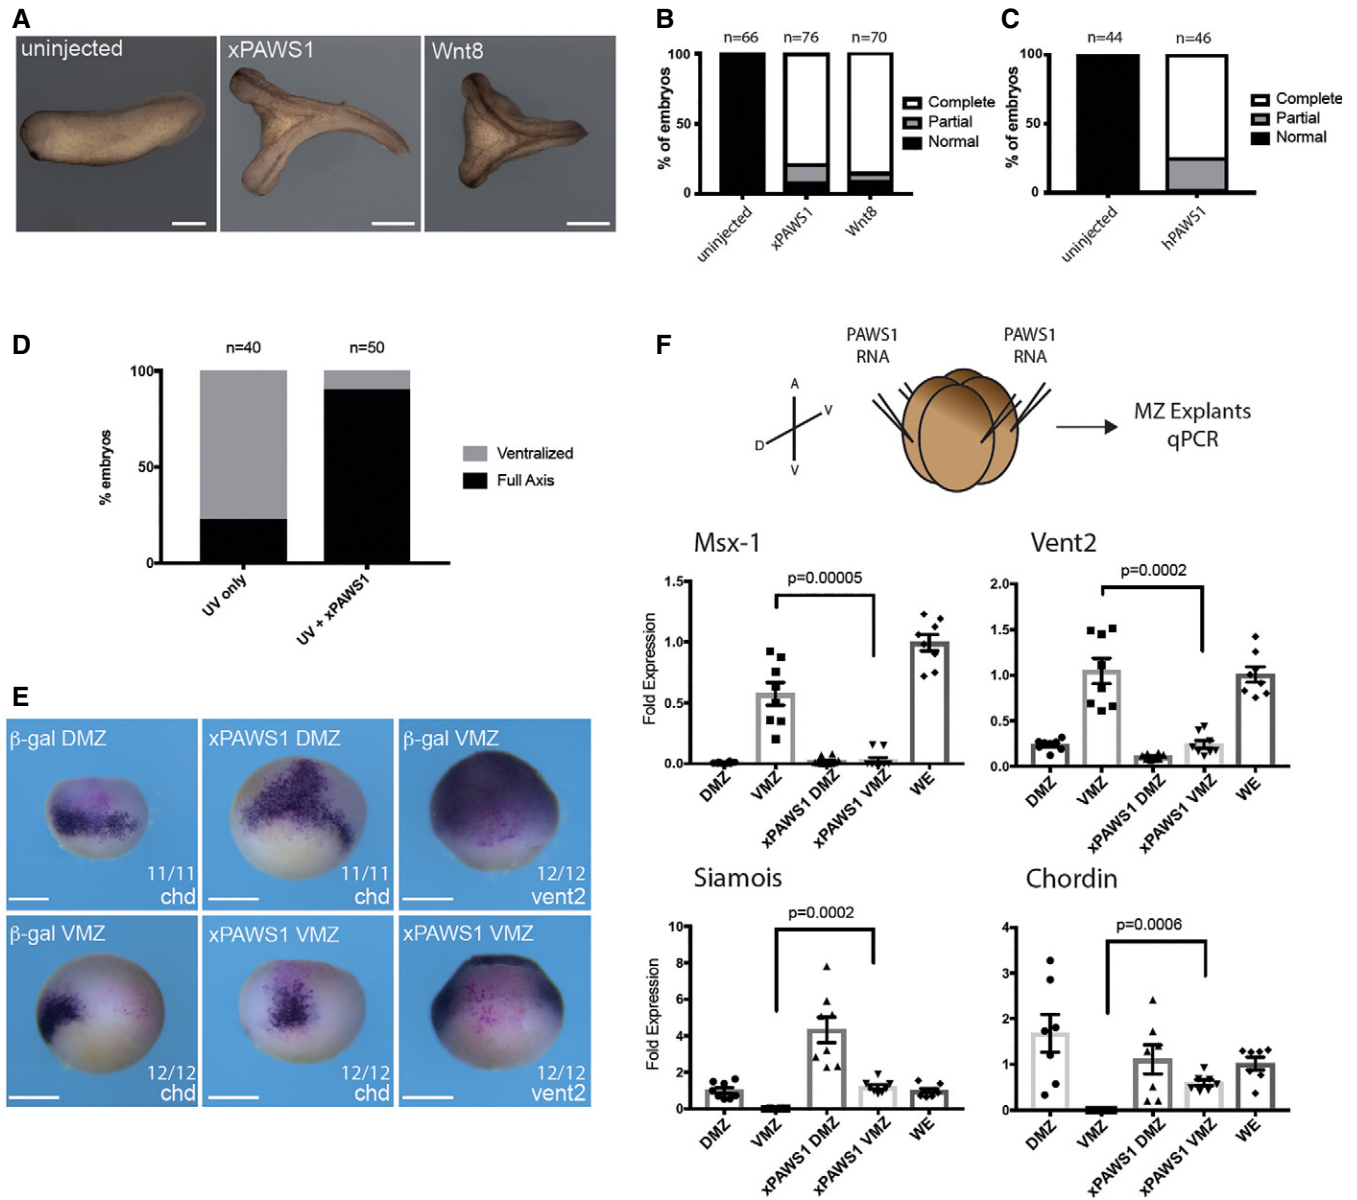 A
uninjected
xPAWS1
Wnt8
B
n=66
n=76
n=70
% of embryos
100
50
0
uninjected
xPAWS1
Wnt8
Complete
Partial
Normal
C
n=44
n=46
% of embryos
100
50
0
uninjected
hPAWS1
Complete
Partial
Normal
D
n=40
n=50
% embryos
100
50
0
UV only
UV + xPAWS1
Ventralized
Full Axis
E
β-gal DMZ
11/11
chd
xPAWS1 DMZ
11/11
chd
β-gal VMZ
12/12
vent2
β-gal VMZ
12/12
chd
xPAWS1 VMZ
12/12
chd
xPAWS1 VMZ
12/12
vent2
F
A
V
D
V
PAWS1
RNA
PAWS1
RNA
MZ Explants
qPCR
Msx-1
p=0.00005
Fold Expression
1.5
1.0
0.5
0.0
DMZ
VMZ
xPAWS1 DMZ
xPAWS1 VMZ
WE
Vent2
p=0.0002
2.0
1.5
1.0
0.5
0.0
DMZ
VMZ
xPAWS1 DMZ
xPAWS1 VMZ
WE
Siamois
p=0.0002
Fold Expression
10
8
6
4
2
0
DMZ
VMZ
xPAWS1 DMZ
xPAWS1 VMZ
WE
Chordin
p=0.0006
4
3
2
1
0
DMZ
VMZ
xPAWS1 DMZ
xPAWS1 VMZ
WE